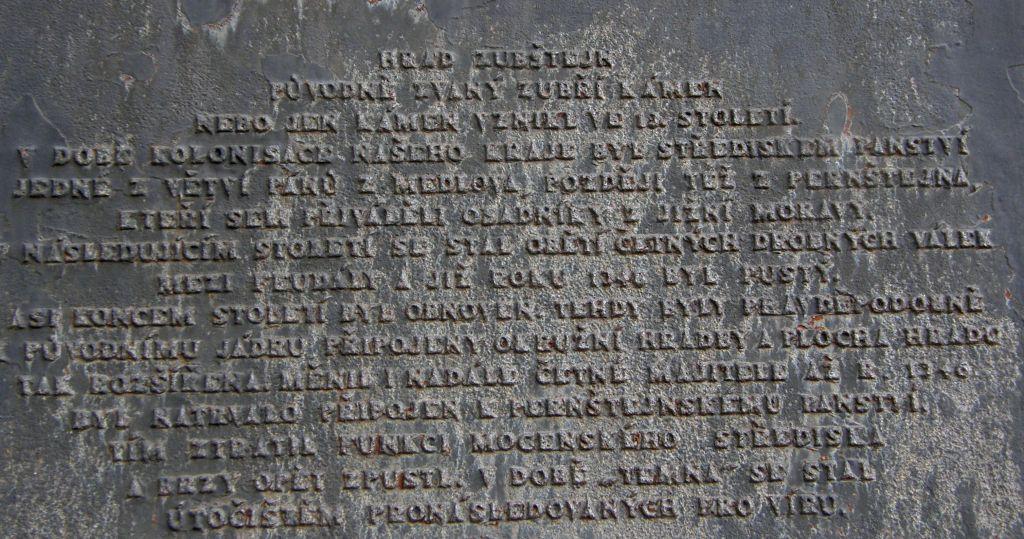 HRAD ZUBŠTEJN
PŮVODNĚ ZVANÝ ZUBŘÍ KÁMEN
NEBO JEN KÁMEN VZNIKL VE 13. STOLETÍ.
V DOBĚ KOLONISACE NAŠEHO KRAJE BYL STŘEDISKEM PANSTVÍ
JEDNÉ Z VĚTVÍ PÁNŮ Z MEDLOVA, POZDĚJI TÉŽ Z PERNŠTEJNA,
KTEŘÍ SEM PŘIVÁDĚLI OSADNÍKY Z JIŽNÍ MORAVY.
V NÁSLEDUJÍCÍM STOLETÍ SE STAL OBĚTÍ ČETNÝCH DROBNÝCH VÁLEK
MEZI FEUDÁLY A JIŽ ROKU BYL PUSTÝ.
ASI KONCEM STOLETÍ BYL OBNOVEN. TEHDY BYLY PRAVDĚPODOBNĚ
K PŮVODNÍMU JÁDRU PŘIPOJENY OKRUŽNÍ HRADBY A PLOCHA HRADU
TAK ROZŠÍŘENA. MĚNIL I NADÁLE ČETNÉ MAJITELE AŽ R.
BYL NATRVALO PŘIPOJEN K PERNŠTEJNSKÉMU PANSTVÍ.
TÍM ZTRATIL FUNKCI MOCENSKÉHO STŘEDISKA
A BRZY OPĚT ZPUSTL. V DOBĚ „TEMNA“ SE STAL
ÚTOČIŠTĚM PRONÁSLEDOVANÝCH PRO VÍRU.